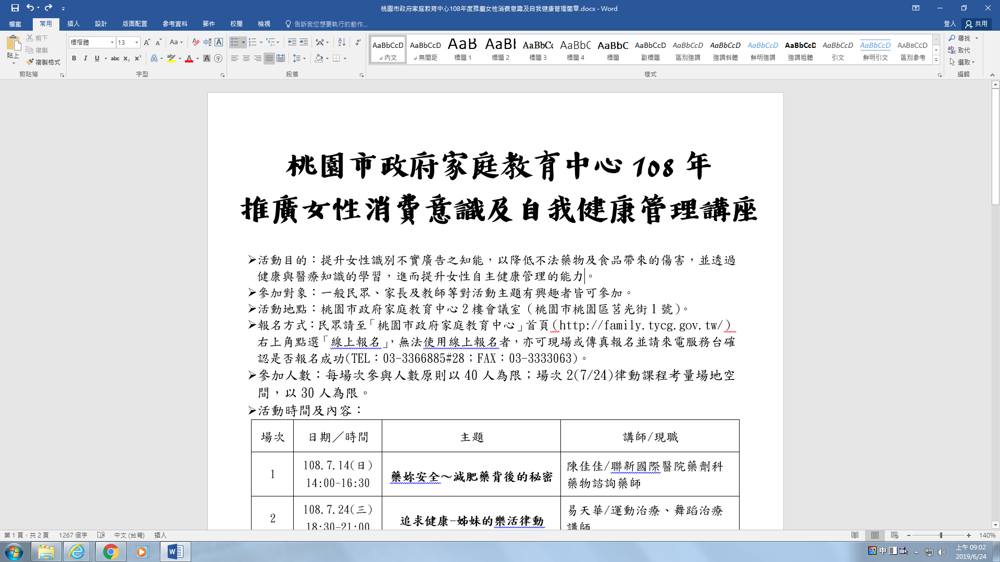 桃園市政府家庭教育中心108年度推廣女性消費意識及自我健康管理簡章.docx - Word
檔案 常用 插入 設計 版面配置 參考資料 郵件 校閱 檢視 告訴我您想要執行的動作... 登入 共用
貼上 剪下 複製 複製格式 剪貼簿
標楷體 13 字型
段落
AaBbCcD AaBbCcD AaB AaBl AaBbCc AaBbC AaBbC AaBbCcD AaBbCcD AaBbCcD AaBbCcD AaBbCcD AaBbCcD AaBbCcD AaBbCcD
內文 無間距 標題 1 標題 2 標題 3 標題 4 標題 副標題 區別強調 強調斜體 鮮明強調 強調粗體 引文 鮮明引文 區別參考
樣式
尋找
取代
選取
編輯
桃園市政府家庭教育中心 108 年
推廣女性消費意識及自我健康管理講座
➢活動目的：提升女性識別不實廣告之知能，以降低不法藥物及食品帶來的傷害，並透過
健康與醫療知識的學習，進而提升女性自主健康管理的能力。
➢參加對象：一般民眾、家長及教師等對活動主題有興趣者皆可參加。
➢活動地點：桃園市政府家庭教育中心 2 樓會議室（桃園市桃園區莒光街 1 號）。
➢報名方式：民眾請至「桃園市政府家庭教育中心」首頁（http://family.tycg.gov.tw/）
右上角點選「線上報名」，無法使用線上報名者，亦可現場或傳真報名並請來電服務台確
認是否報名成功(TEL：03-3366885#28；FAX：03-3333063)。
➢參加人數：每場次參與人數原則以 40 人為限；場次 2(7/24)律動課程考量場地空
間，以 30 人為限。
➢活動時間及內容：
場次 日期／時間 主題 講師/現職
1 108.7.14(日) 14:00-16:30 藥妳安全～減肥藥背後的秘密 陳佳佳/聯新國際醫院藥劑科
藥物諮詢藥師
2 108.7.24(三) 18:30-21:00 追求健康-姊妹的樂活律動 易天華/運動治療、舞蹈治療
講師
第 1 頁，共 2 頁 1267 個字 中文 (台灣) 插入 140%
中 上午 09:02
2019/6/24